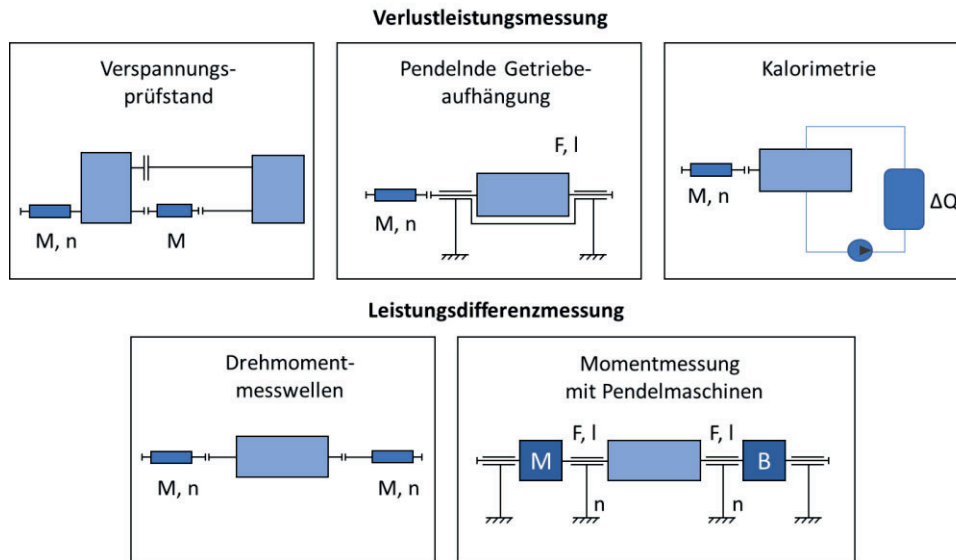 Verlustleistungsmessung
Verspannungs-
prüfstand
M, n
M
Pendelnde Getriebe-
aufhängung
F, l
M, n
Kalorimetrie
M, n
ΔQ
Leistungsdifferenzmessung
Drehmoment-
messwellen
M, n
M, n
Momentmessung
mit Pendelmaschinen
F, l
F, l
M
B
n
n